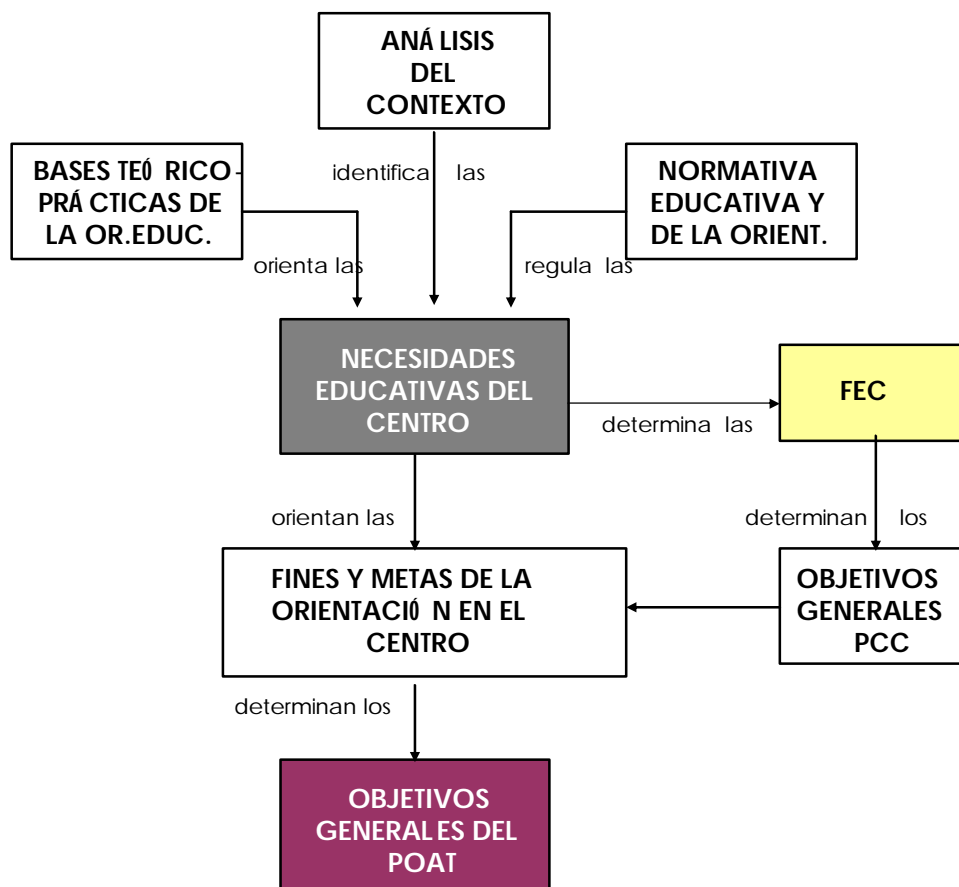 ANÁ LISIS
DEL
CONTEXTO
BASES TEÓ RICO-
PRÁ CTICAS DE
LA OR.EDUC.
identifica las
NORMATIVA
EDUCATIVA Y
DE LA ORIENT.
orienta las
regula las
NECESIDADES
EDUCATIVAS DEL
CENTRO
FEC
determina las
orientan las
determinan los
FINES Y METAS DE LA
ORIENTACIÓ N EN EL
CENTRO
OBJETIVOS
GENERALES
PCC
determinan los
OBJETIVOS
GENERALES DEL
POAT